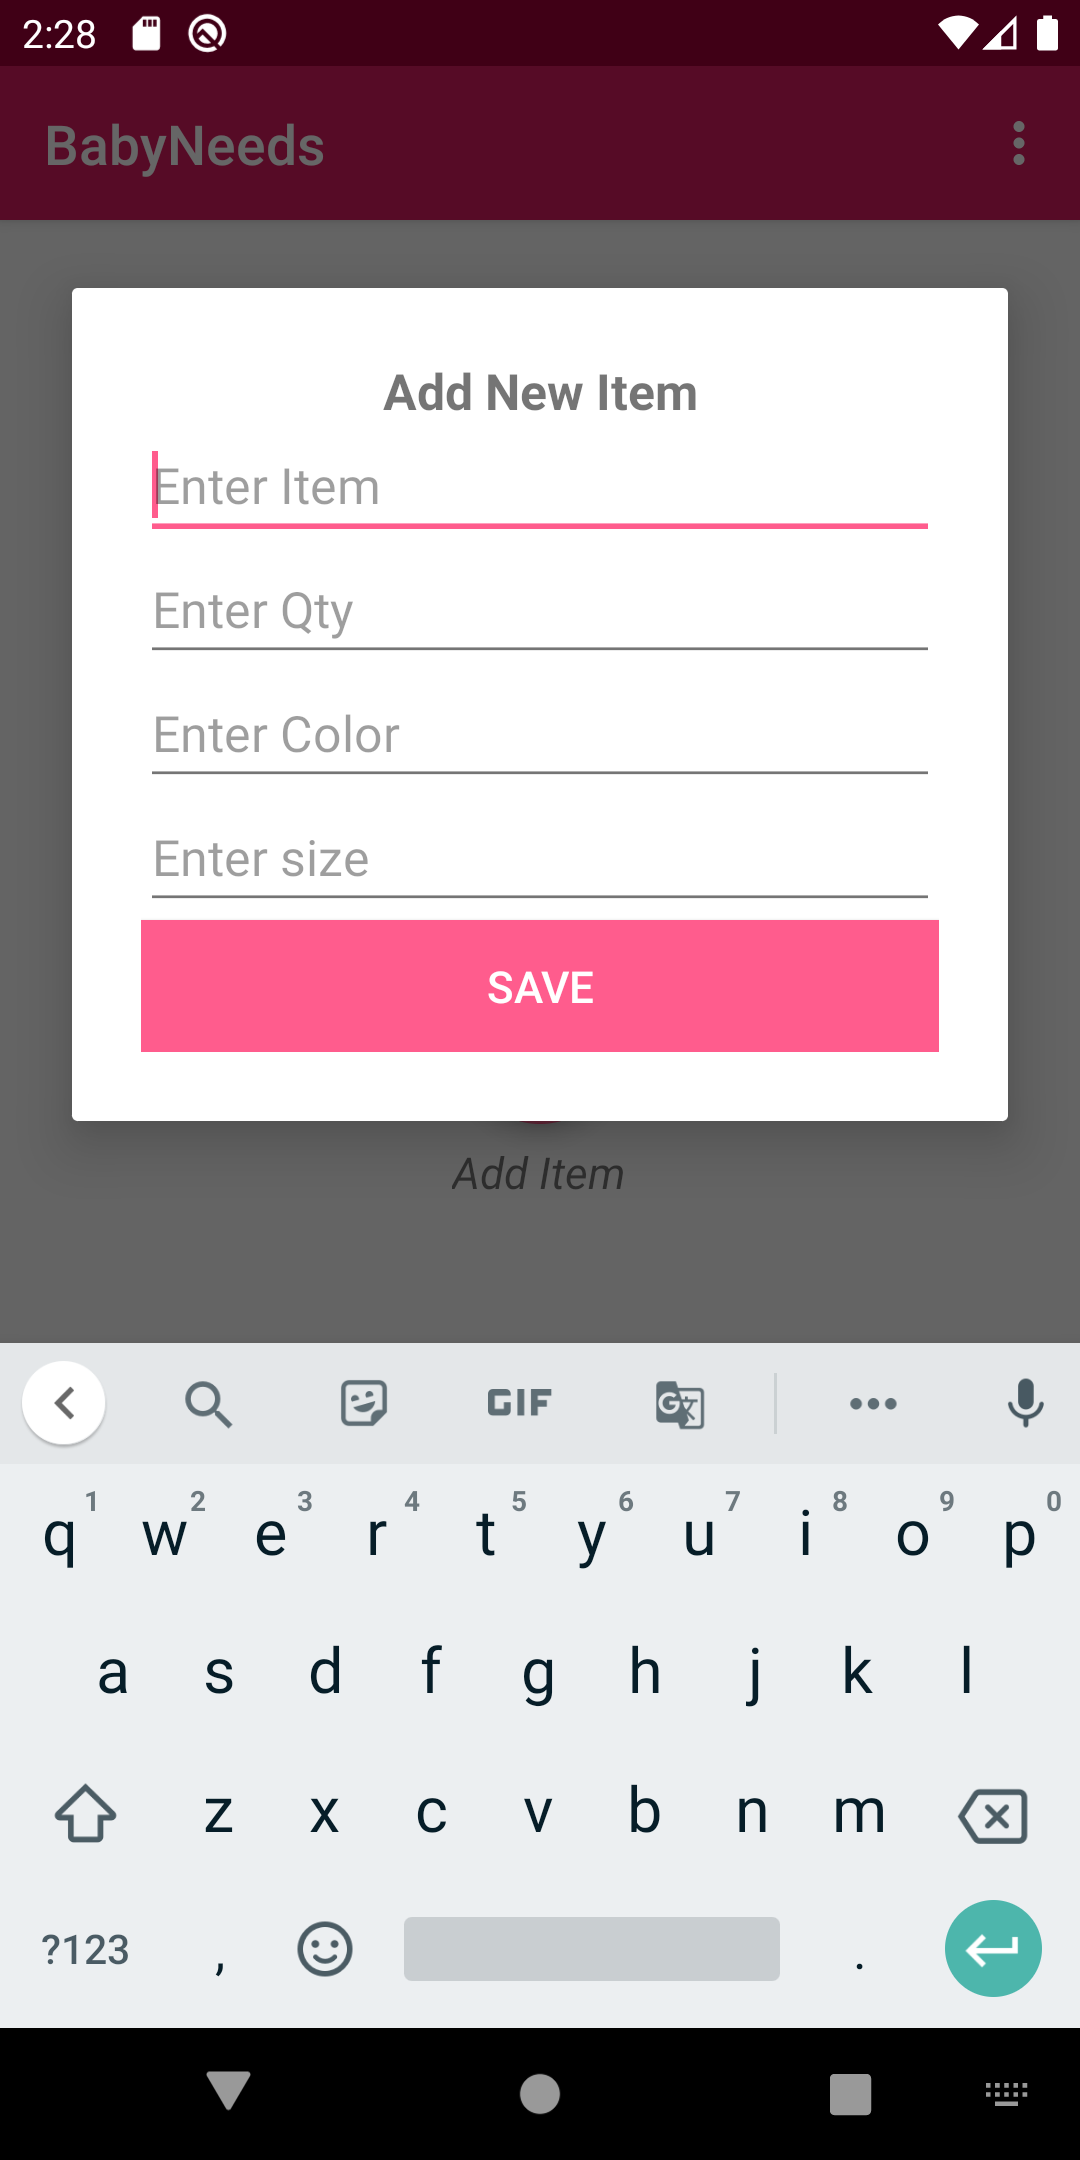 2:28
BabyNeeds
Add New Item
Enter Item
Enter Qty
Enter Color
Enter size
SAVE
Add Item
GIF
1 2 3 4 5 6 7 8 9 0
q w e r t y u i o p
a s d f g h j k l
z x c v b n m
?123 , .